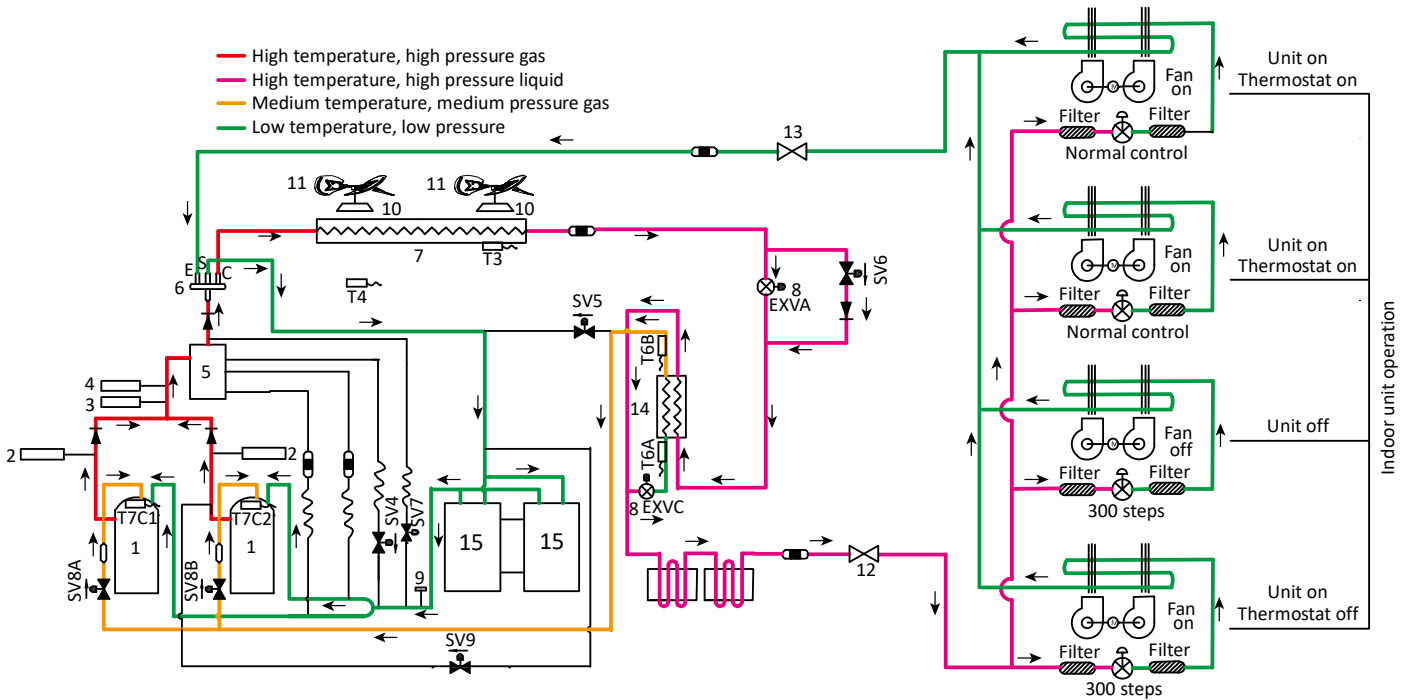 High temperature, high pressure gas
High temperature, high pressure liquid
Medium temperature, medium pressure gas
Low temperature, low pressure
13
11
11
10
10
7
T3
T4
E
S
C
6
SV5
8
EXVA
SV6
T6B
14
T6A
8
EXVC
5
4
3
2
2
T7C1
1
T7C2
1
SV8A
SV8B
SV4
SV7
9
15
15
SV9
12
Fan
on
Filter
Filter
Normal control
Unit on
Thermostat on
Fan
on
Filter
Filter
Normal control
Unit on
Thermostat on
Fan
off
Filter
Filter
300 steps
Unit off
Fan
on
Filter
Filter
300 steps
Unit on
Thermostat off
Indoor unit operation
M
M
M
M